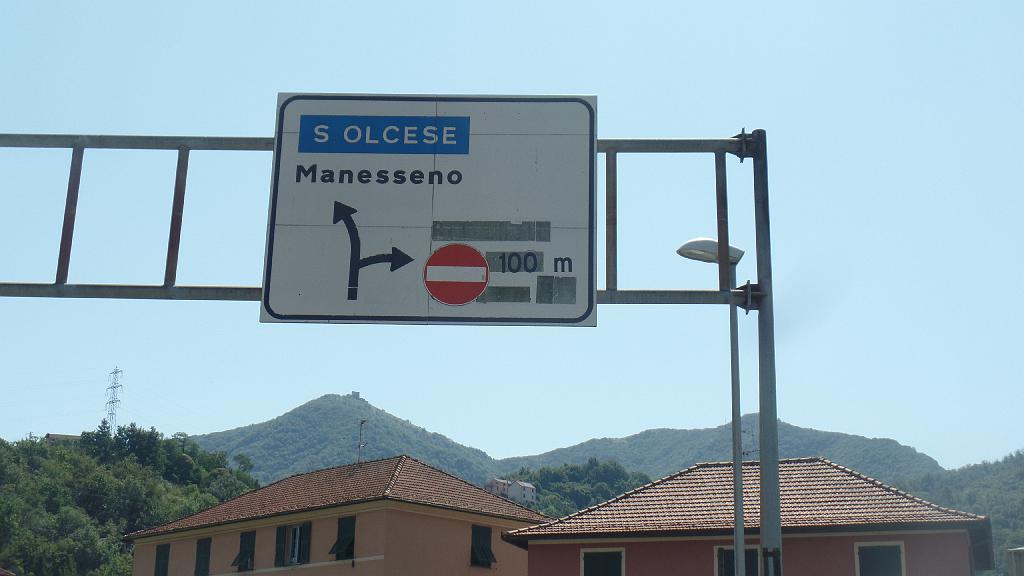 S OLCESE
Manesseno
100 m